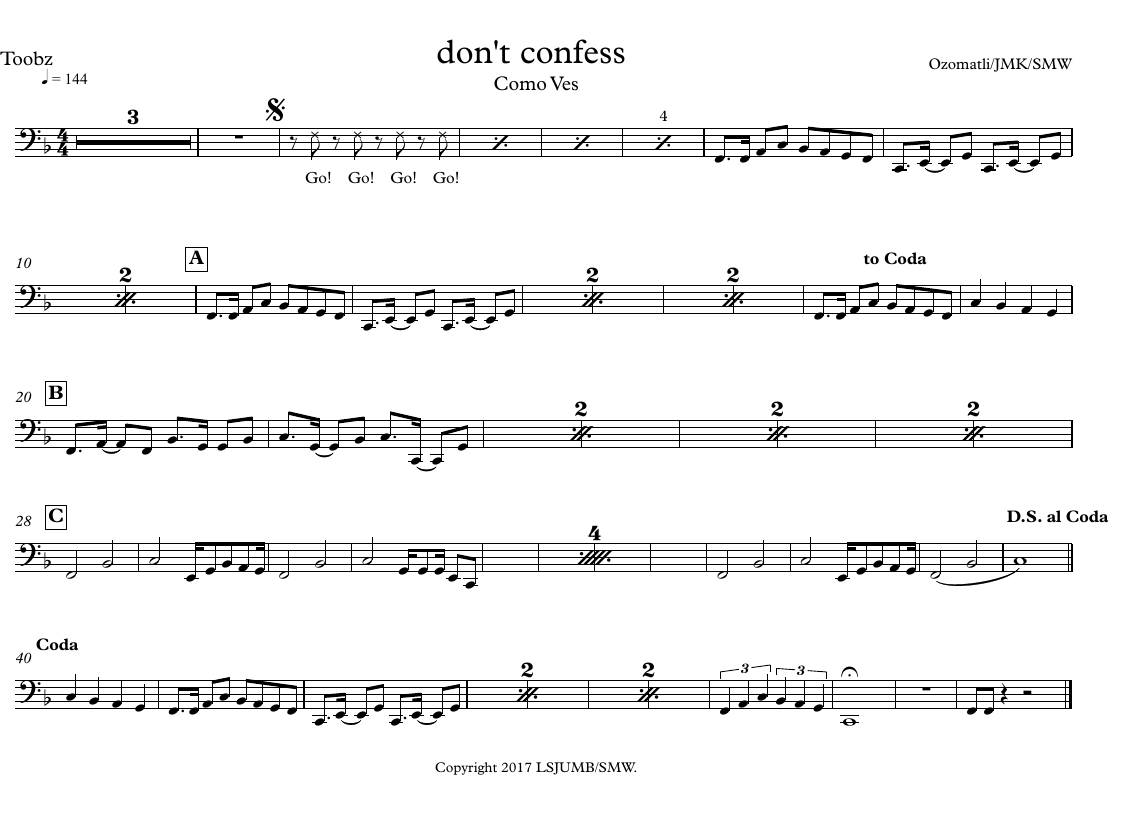 don't confess
Toobz
Como Ves
Ozomatli/JMK/SMW
= 144
3
4
Go! Go! Go! Go!
10
2
A
2
2
to Coda
20
B
2
2
2
28
C
4
D.S. al Coda
Coda
40
2
2
3
3
Copyright 2017 LSJUMB/SMW.